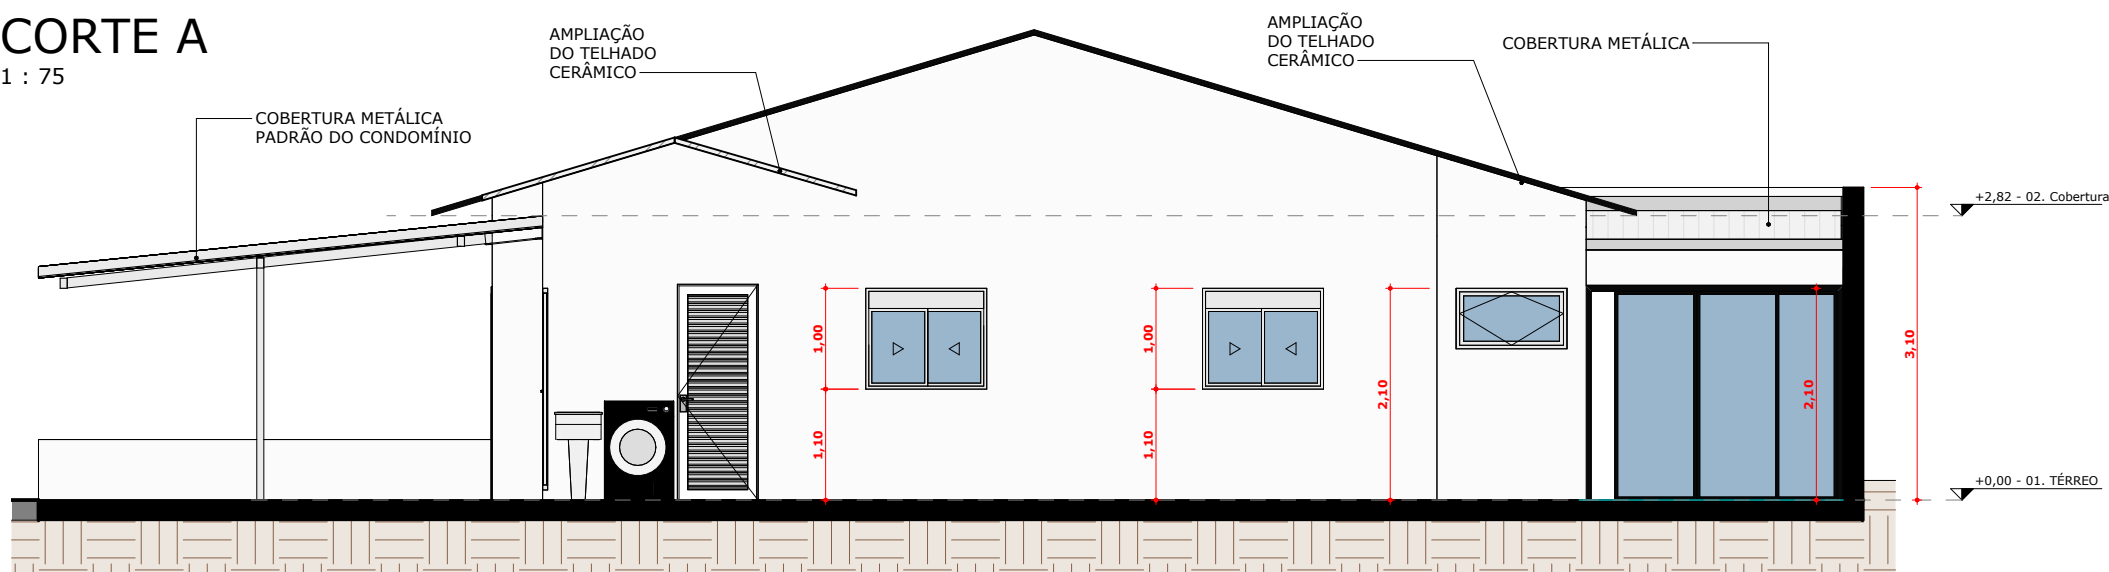 CORTE A
1 : 75
COBERTURA METÁLICA
PADRÃO DO CONDOMÍNIO
AMPLIAÇÃO
DO TELHADO
CERÂMICO
AMPLIAÇÃO
DO TELHADO
CERÂMICO
COBERTURA METÁLICA
+2,82 - 02. Cobertura
1,00
1,10
1,00
1,10
2,10
2,10
3,10
+0,00 - 01. TÉRREO